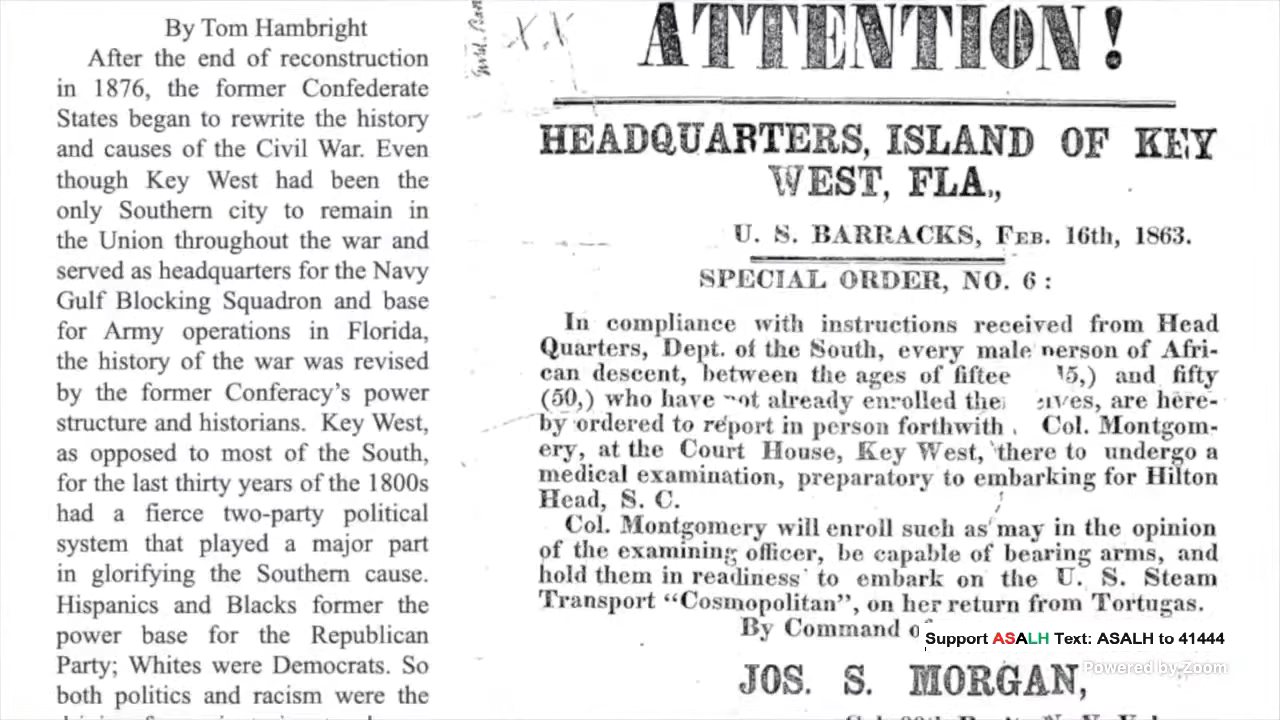 By Tom Hambright
After the end of reconstruction
in 1876, the former Confederate
States began to rewrite the history
and causes of the Civil War. Even
though Key West had been the
only Southern city to remain in
the Union throughout the war and
served as headquarters for the Navy
Gulf Blocking Squadron and base
for Army operations in Florida,
the history of the war was revised
by the former Conferacy's power
structure and historians. Key West,
as opposed to most of the South,
for the last thirty years of the 1800s
had a fierce two-party political
system that played a major part
in glorifying the Southern cause.
Hispanics and Blacks former the
power base for the Republican
Party; Whites were Democrats. So
both politics and racism were the
ATTENTION!
HEADQUARTERS, ISLAND OF KEY
WEST, FLA.,
U. S. BARRACKS, FEB. 16th, 1863.
SPECIAL ORDER, NO. 6:
In compliance with instructions received from Head
Quarters, Dept. of the South, every male person of Afri-
can descent, between the ages of fiftee 15,) and fifty
(50,) who have not already enrolled the, are here-
by ordered to report in person forthwith Col. Montgom-
ery, at the Court House, Key West, there to undergo a
medical examination, preparatory to embarking for Hilton
Head, S. C.
Col. Montgomery will enroll such as may in the opinion
of the examining officer, be capable of bearing arms, and
hold them in readiness to embark on the U. S. Steam
Transport "Cosmopolitan", on her return from Tortugas.
By Command of
JOS. S. MORGAN,
Support ASALH Text: ASALH to 41444
Powered by Zoom